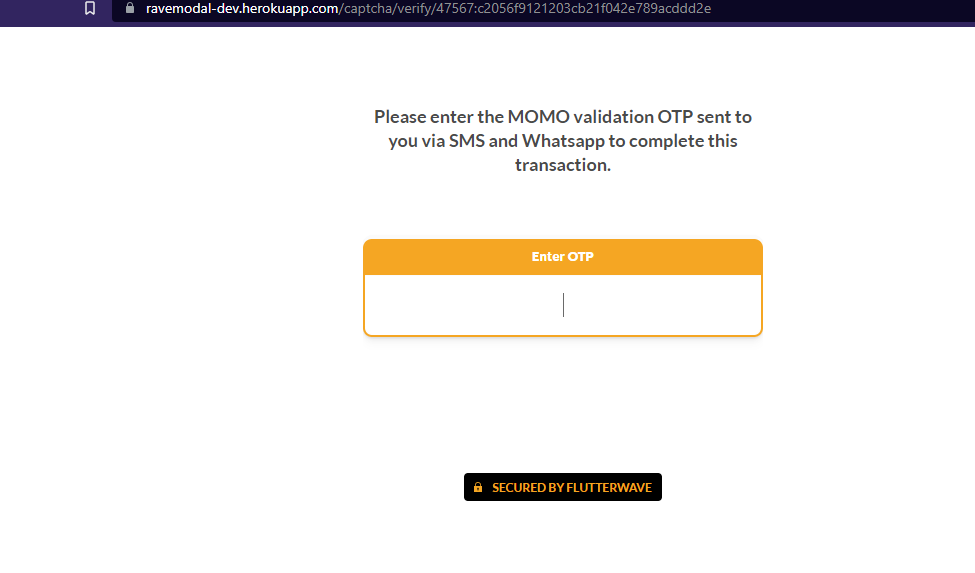 ravemodal-dev.herokuapp.com/captcha/verify/47567:c2056f9121203cb21f042e789acddd2e
Please enter the MOMO validation OTP sent to
you via SMS and Whatsapp to complete this
transaction.
Enter OTP
SECURED BY FLUTTERWAVE